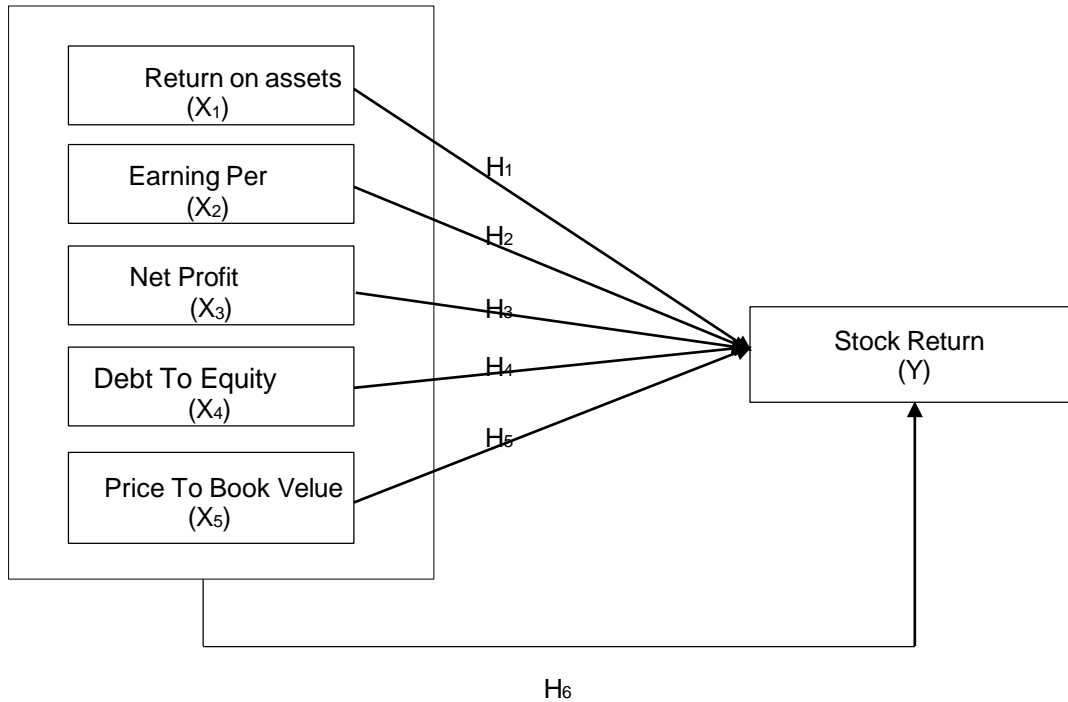 Return on assets
(X1)
H1
Earning Per
(X2)
H2
Net Profit
(X3)
H3
Stock Return
(Y)
Debt To Equity
(X4)
H4
H5
Price To Book Velue
(X5)
H6